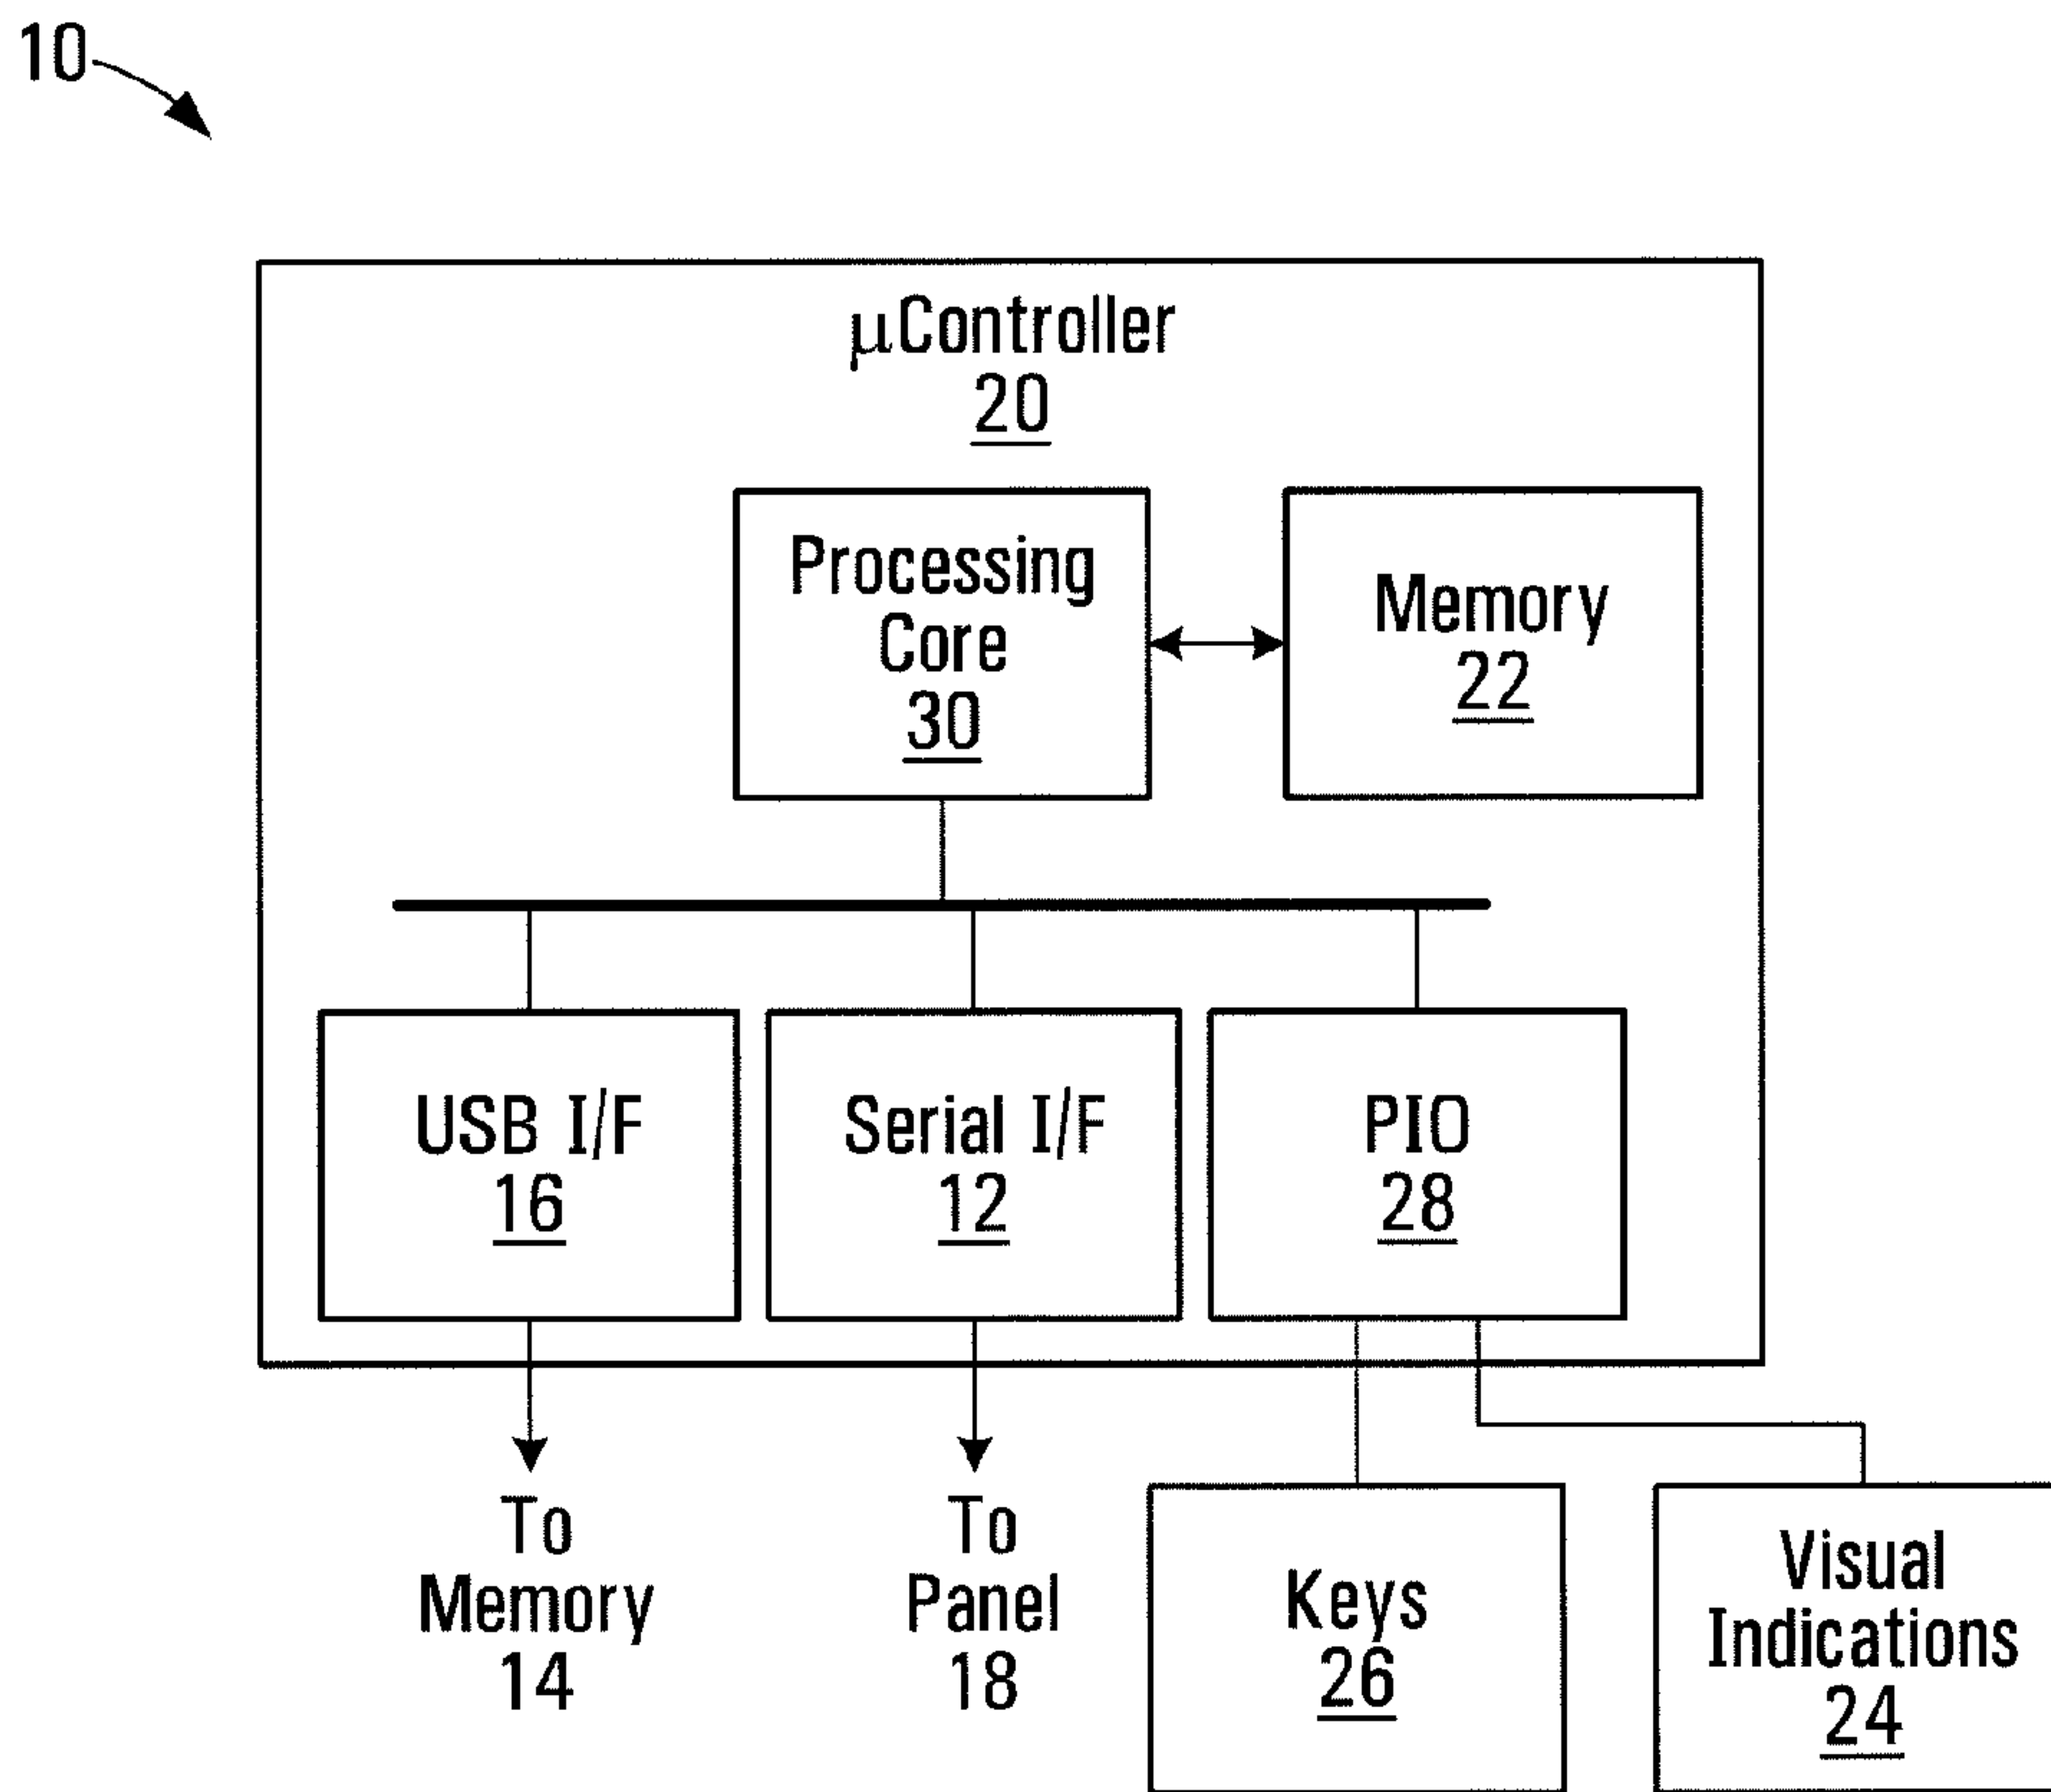 10
µController
20
Processing
Core
30
Memory
22
USB I/F
16
Serial I/F
12
PIO
28
To
Memory
14
To
Panel
18
Keys
26
Visual
Indications
24